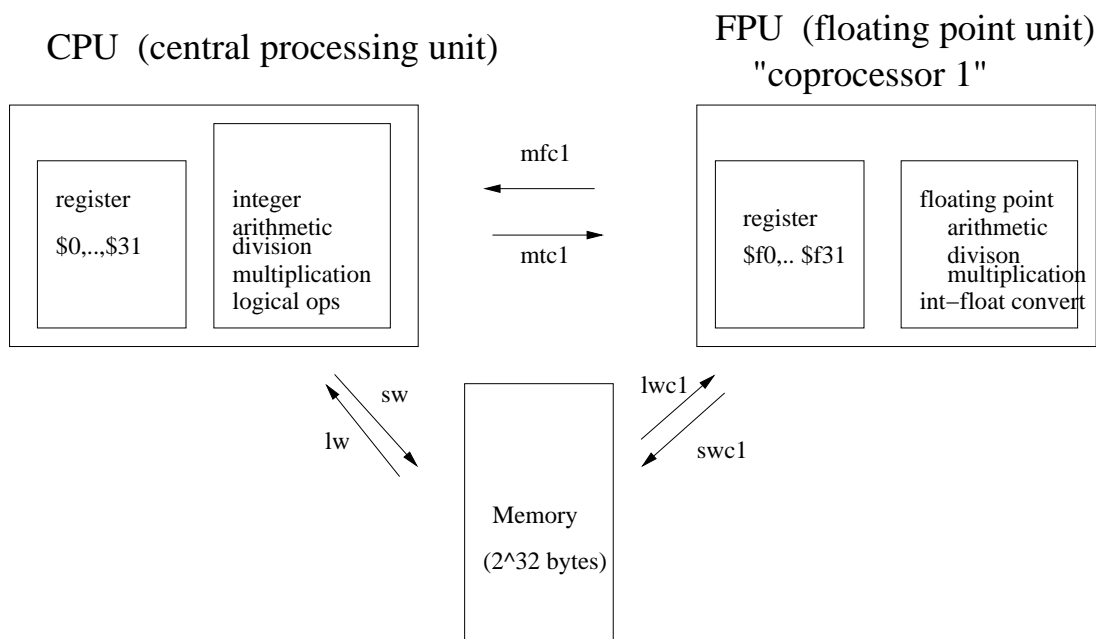 CPU (central processing unit)
FPU (floating point unit)
"coprocessor 1"
register
$0,..,$31
integer
arithmetic
division
multiplication
logical ops
mfc1
mtc1
register
$f0,.. $f31
floating point
arithmetic
divison
multiplication
int−float convert
sw
lw
lwc1
swc1
Memory
(2^32 bytes)